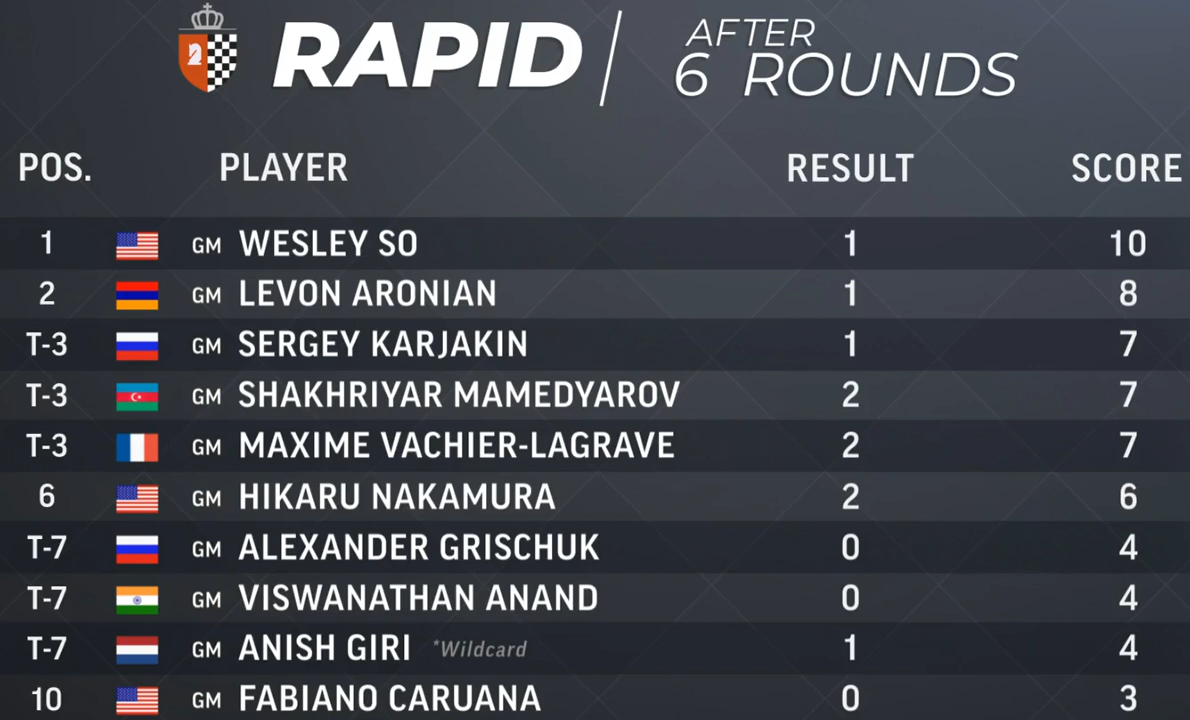 RAPID
AFTER
6 ROUNDS
POS. PLAYER RESULT SCORE
1 GM WESLEY SO 1 10
2 GM LEVON ARONIAN 1 8
T-3 GM SERGEY KARJAKIN 1 7
T-3 GM SHAKHRIYAR MAMEDYAROV 2 7
T-3 GM MAXIME VACHIER-LAGRAVE 2 7
6 GM HIKARU NAKAMURA 2 6
T-7 GM ALEXANDER GRISCHUK 0 4
T-7 GM VISWANATHAN ANAND 0 4
T-7 GM ANISH GIRI *Wildcard 1 4
10 GM FABIANO CARUANA 0 3